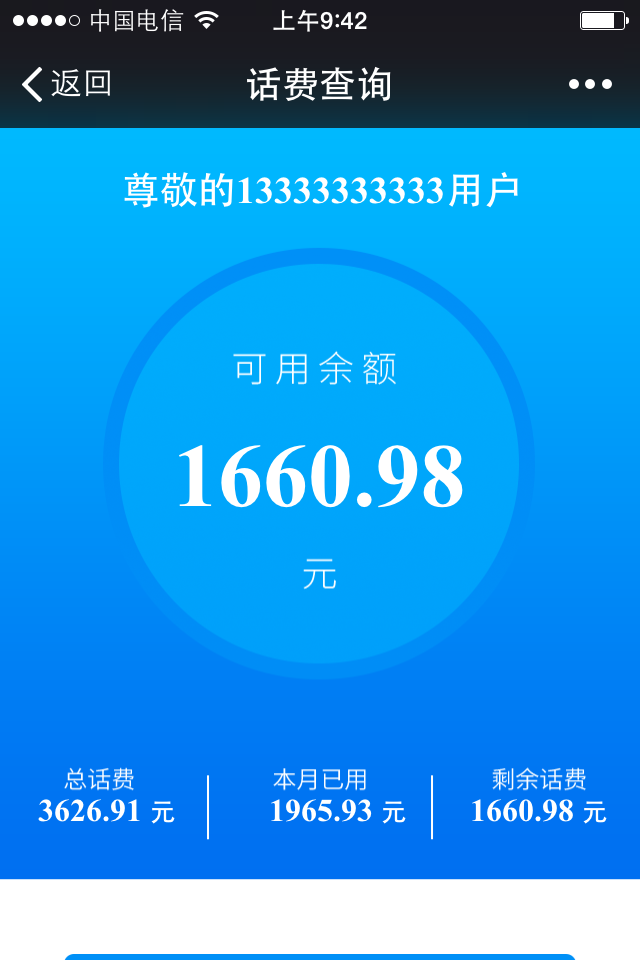 中国电信 上午9:42
返回 话费查询
尊敬的13333333333用户
可用余额
1660.98
元
总话费 本月已用 剩余话费
3626.91 元 1965.93 元 1660.98 元